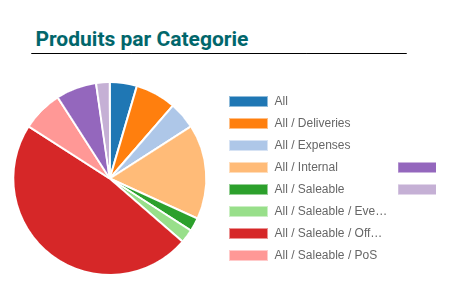 Produits par Categorie
All
All / Deliveries
All / Expenses
All / Internal
All / Saleable
All / Saleable / Eve...
All / Saleable / Off...
All / Saleable / PoS